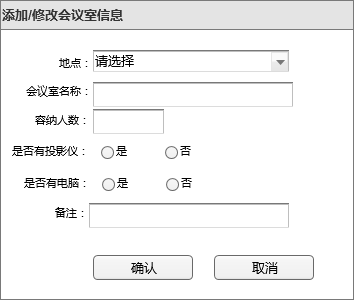 添加/修改会议室信息
地点： 请选择
会议室名称：
容纳人数：
是否有投影仪： 是 否
是否有电脑： 是 否
备注：
确认 取消